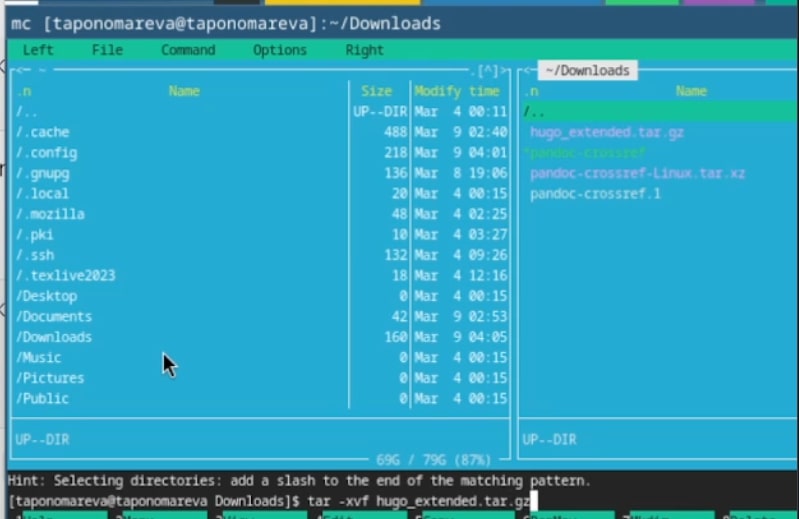 mc [taponomareva@taponomareva]:~/Downloads
Left File Command Options Right
<- ~ .[^]> <- ~/Downloads
.n Name Size Modify time .n Name
/.. UP--DIR Mar 4 00:11 /..
/.cache 488 Mar 9 02:40 hugo_extended.tar.gz
/.config 218 Mar 9 04:01 *pandoc-crossref
/.gnupg 136 Mar 8 19:06 pandoc-crossref-Linux.tar.xz
/.local 20 Mar 4 00:15 pandoc-crossref.1
/.mozilla 48 Mar 4 02:25
/.pki 10 Mar 4 03:27
/.ssh 132 Mar 4 09:26
/.texlive2023 18 Mar 4 12:16
/Desktop 0 Mar 4 00:15
/Documents 42 Mar 9 02:53
/Downloads 160 Mar 9 04:05
/Music 0 Mar 4 00:15
/Pictures 0 Mar 4 00:15
/Public 0 Mar 4 00:15
UP--DIR UP--DIR
69G / 79G (87%)
Hint: Selecting directories: add a slash to the end of the matching pattern.
[taponomareva@taponomareva Downloads]$ tar -xvf hugo_extended.tar.gz